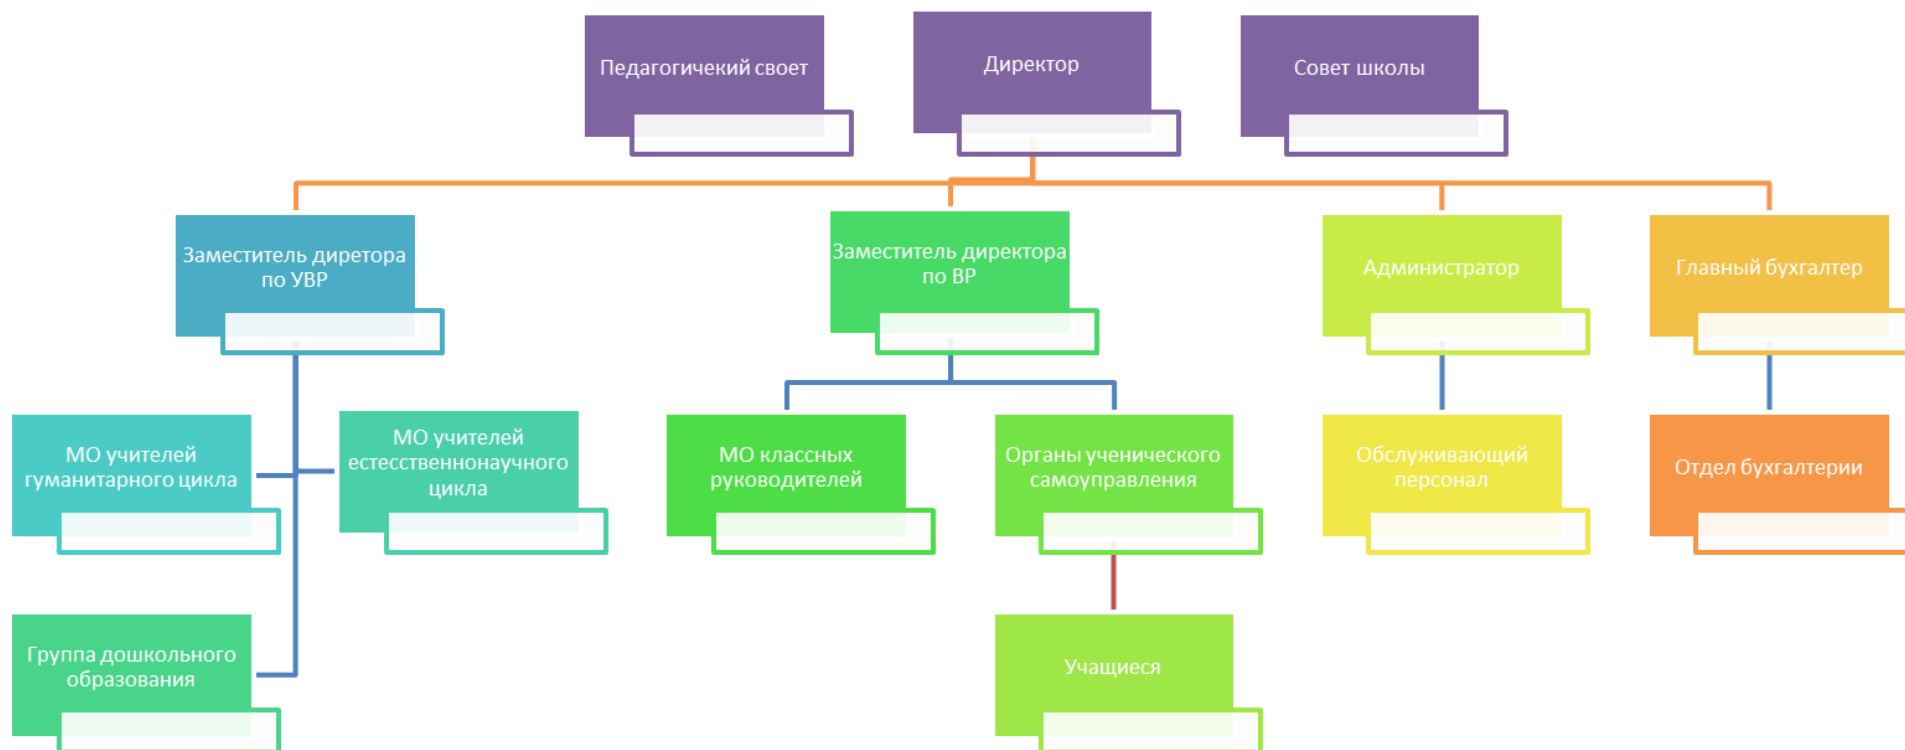 Педагогичекий своет
Директор
Совет школы
Заместитель диретора
по УВР
Заместитель директора
по ВР
Администратор
Главный бухгалтер
МО учителей
гуманитарного цикла
МО учителей
естесственнонаучного
цикла
МО классных
руководителей
Органы ученического
самоуправления
Обслуживающий
персонал
Отдел бухгалтерии
Группа дошкольного
образования
Учащиеся